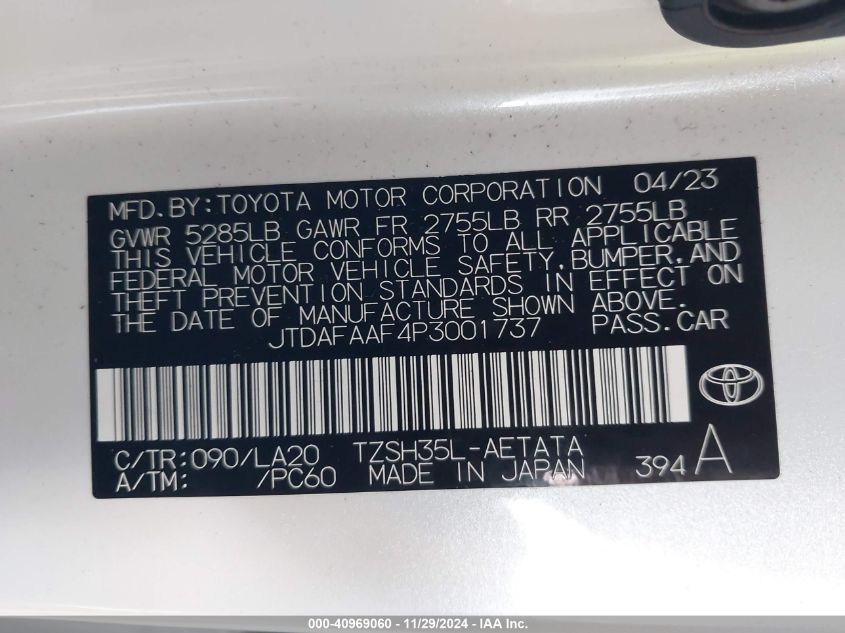 MFD. BY: TOYOTA MOTOR CORPORATION 04/23
GVWR 5285LB GAWR FR 2755LB RR 2755LB
THIS VEHICLE CONFORMS TO ALL APPLICABLE
FEDERAL MOTOR VEHICLE SAFETY, BUMPER, AND
THEFT PREVENTION STANDARDS IN EFFECT ON
THE DATE OF MANUFACTURE SHOWN ABOVE.
JTDAFAAF4P3001737 PASS. CAR
C/TR: 090/LA20 TZSH35L-AETATA
A/TM: /PC60 MADE IN JAPAN 394 A
000-40969060 - 11/29/2024 - IAA Inc.